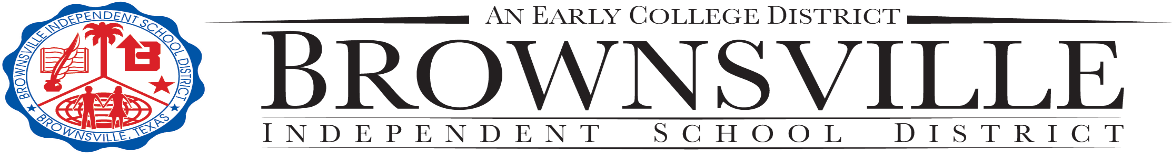 BROWNSVILLE INDEPENDENT SCHOOL DISTRICT
B
BROWNSVILLE, TEXAS
AN EARLY COLLEGE DISTRICT
BROWNSVILLE
INDEPENDENT SCHOOL DISTRICT